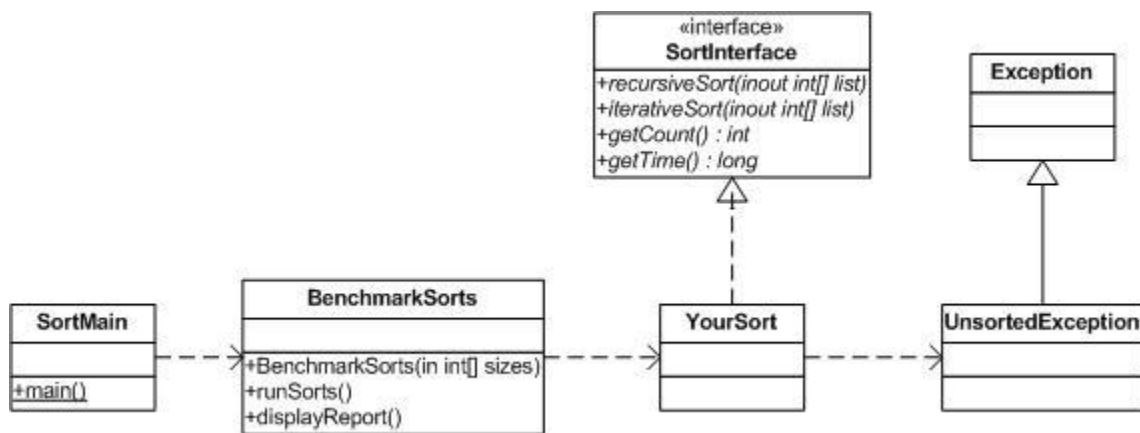 «interface»
SortInterface
+recursiveSort(inout int[] list)
+iterativeSort(inout int[] list)
+getCount() : int
+getTime() : long
Exception
SortMain
+main()
BenchmarkSorts
+BenchmarkSorts(in int[] sizes)
+runSorts()
+displayReport()
YourSort
UnsortedException